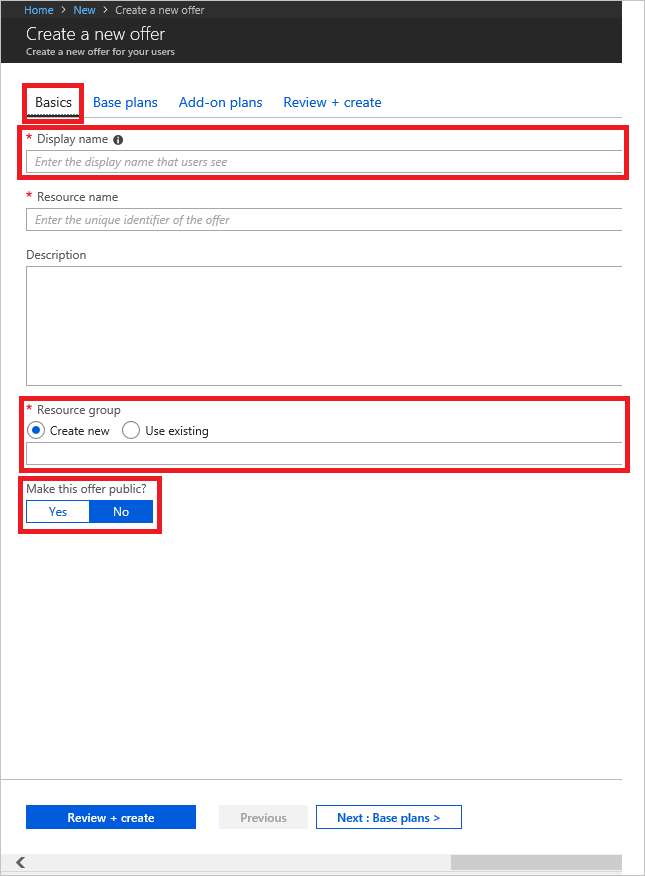 Home > New > Create a new offer
Create a new offer
Create a new offer for your users
Basics Base plans Add-on plans Review + create
* Display name
Enter the display name that users see
* Resource name
Enter the unique identifier of the offer
Description
* Resource group
Create new Use existing
Make this offer public?
Yes No
Review + create Previous Next : Base plans >